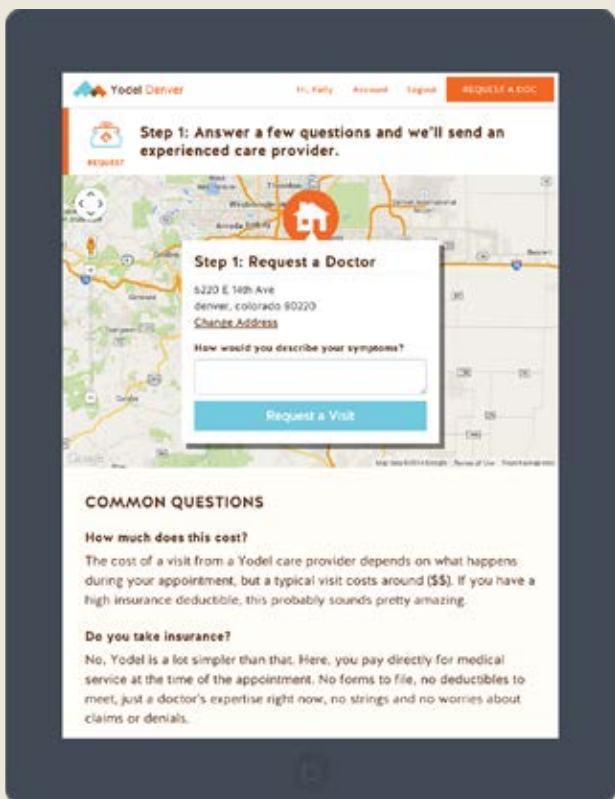 Yodel Denver
Hi, Kelly Account Logout REQUEST A DOC
REQUEST
Step 1: Answer a few questions and we'll send an
experienced care provider.
Step 1: Request a Doctor
6220 E 14th Ave
denver, colorado 80220
Change Address
How would you describe your symptoms?
Request a Visit
Google
COMMON QUESTIONS
How much does this cost?
The cost of a visit from a Yodel care provider depends on what happens
during your appointment, but a typical visit costs around ($$). If you have a
high insurance deductible, this probably sounds pretty amazing.
Do you take insurance?
No, Yodel is a lot simpler than that. Here, you pay directly for medical
service at the time of the appointment. No forms to file, no deductibles to
meet, just a doctor's expertise right now, no strings and no worries about
claims or denials.